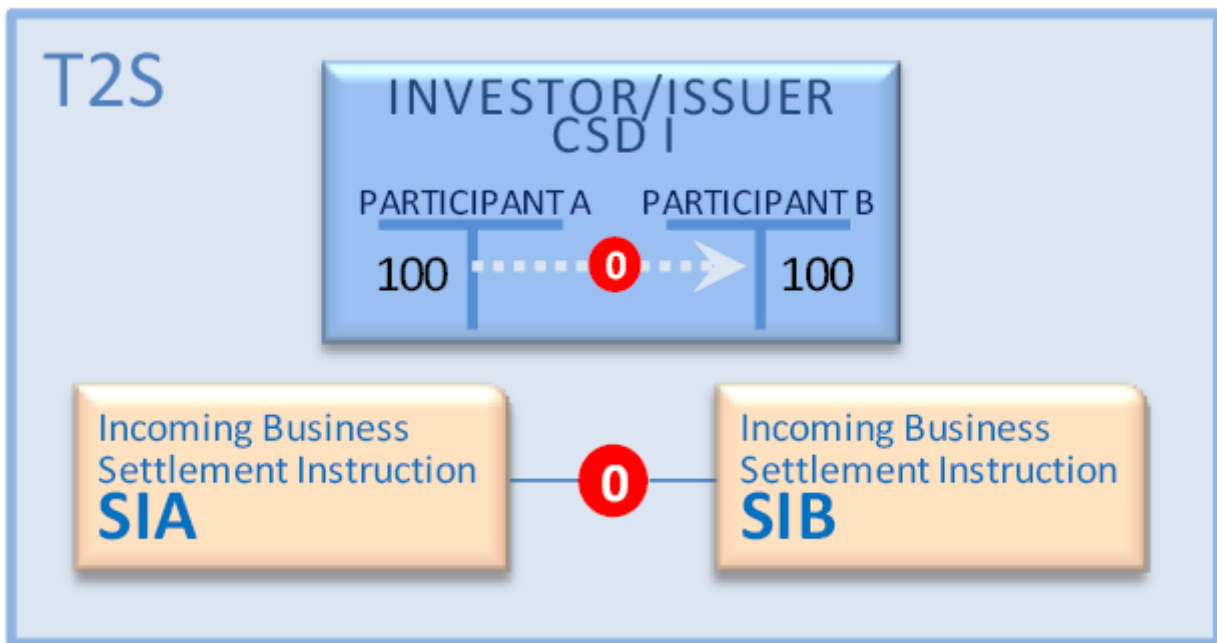 T2S
INVESTOR/ISSUER
CSD I
PARTICIPANT A
PARTICIPANT B
100
0
100
Incoming Business
Settlement Instruction
SIA
0
Incoming Business
Settlement Instruction
SIB